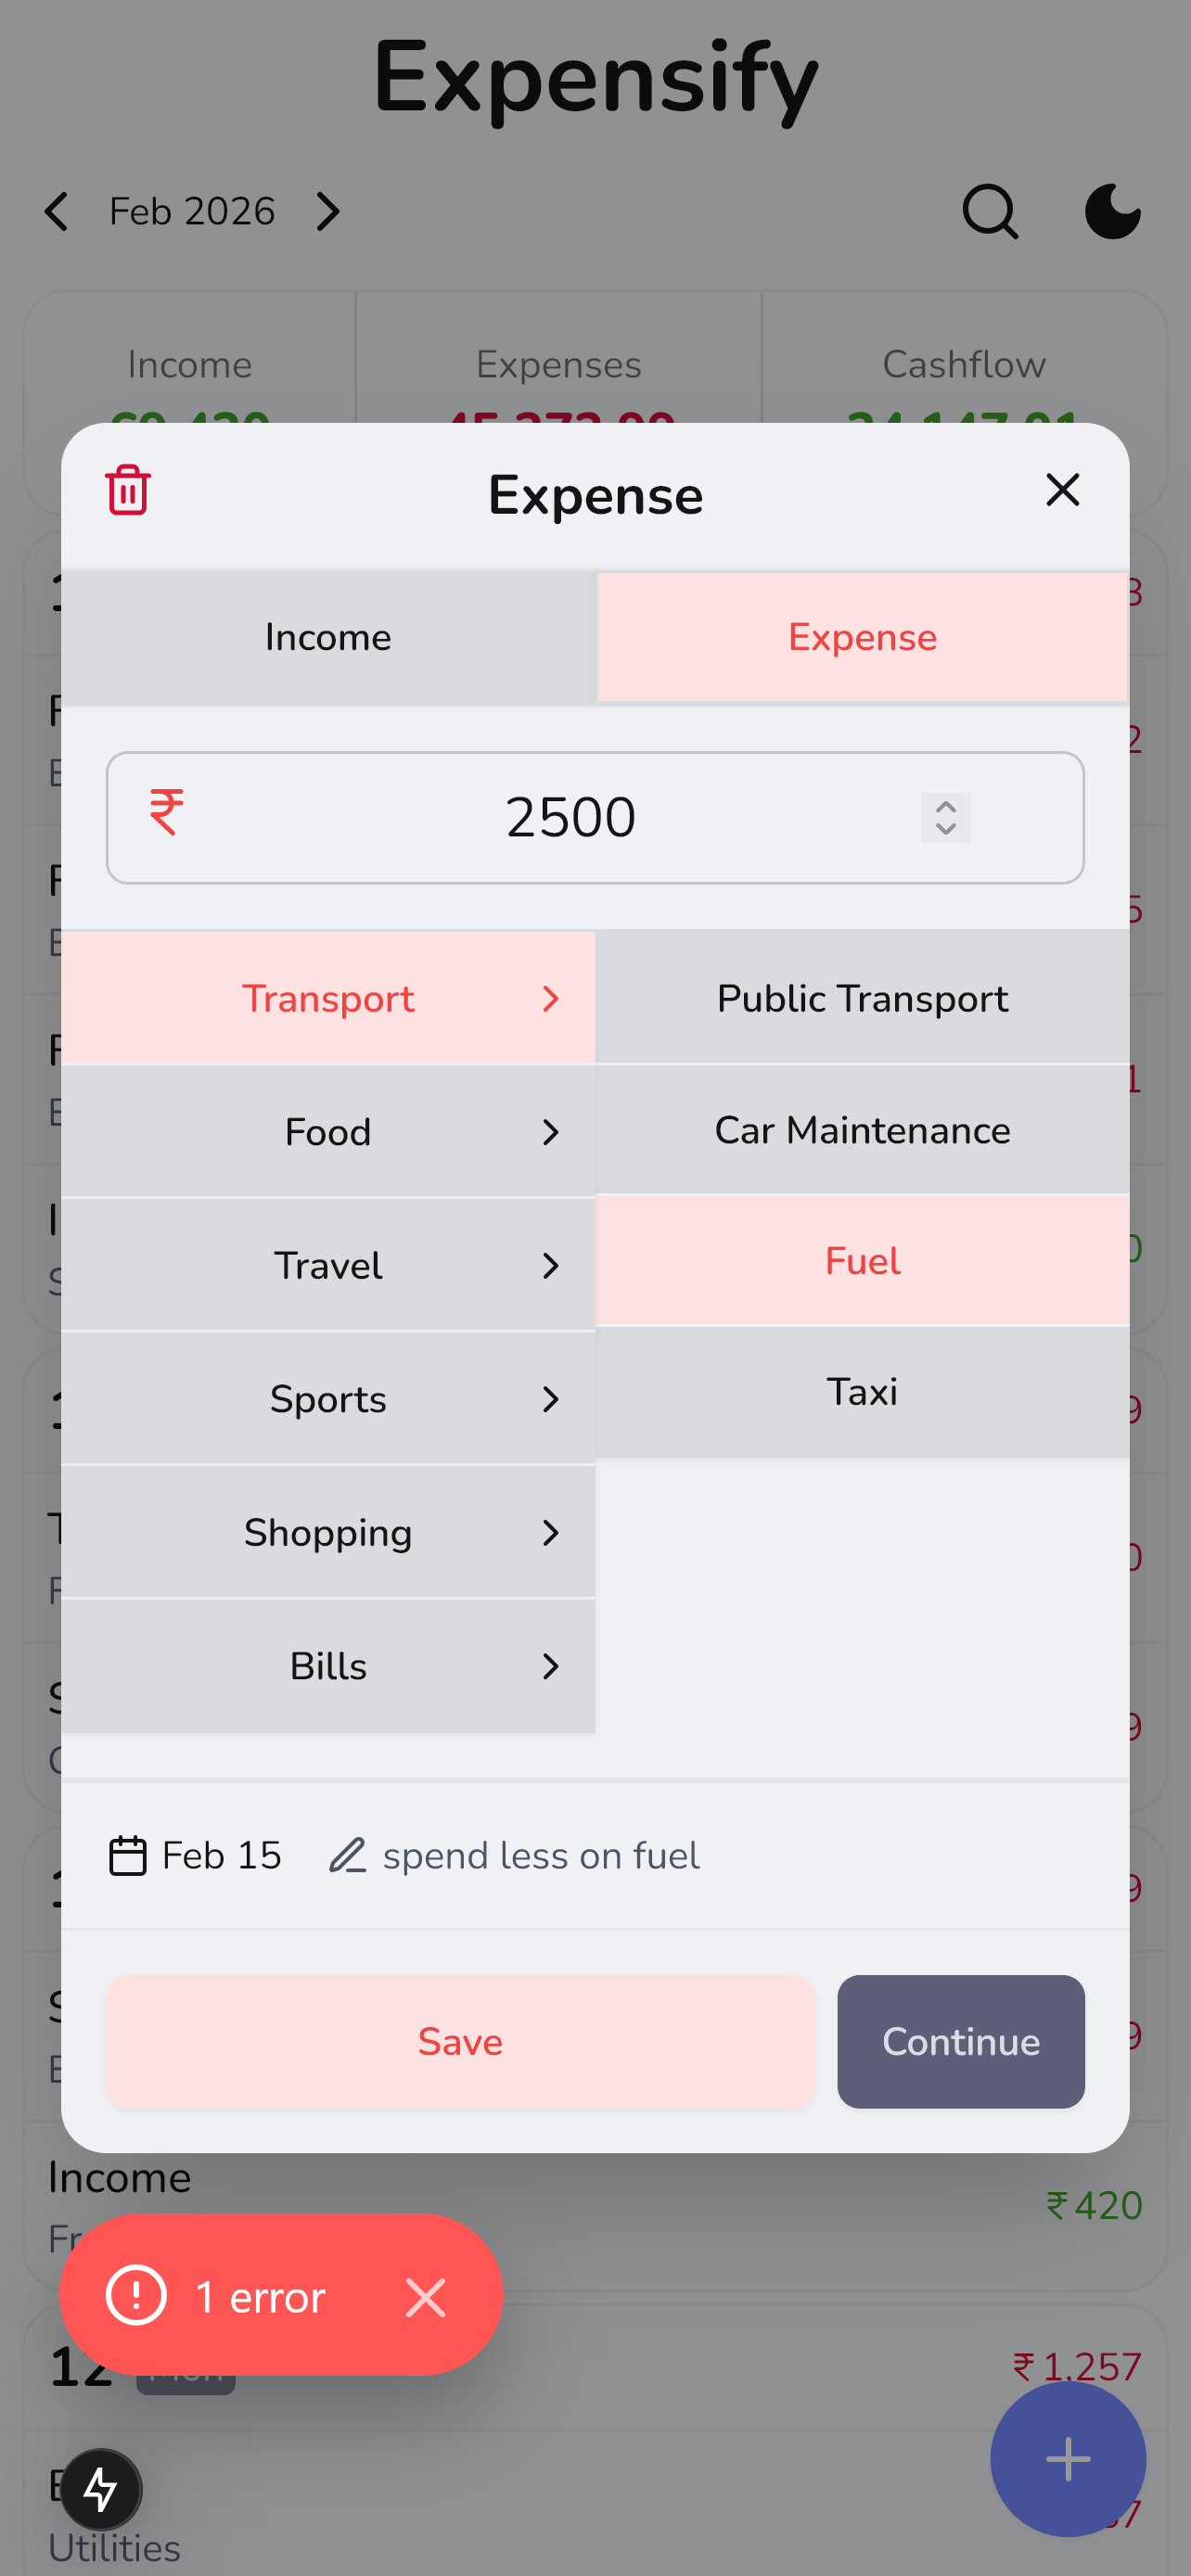 Expensify
Feb 2026
Income
Expenses
Cashflow
Expense
Income
Expense
₹
2500
Transport
Public Transport
Food
Car Maintenance
Travel
Fuel
Sports
Taxi
Shopping
Bills
Feb 15
spend less on fuel
Save
Continue
Income
₹ 420
1 error
12
₹ 1,257
Utilities